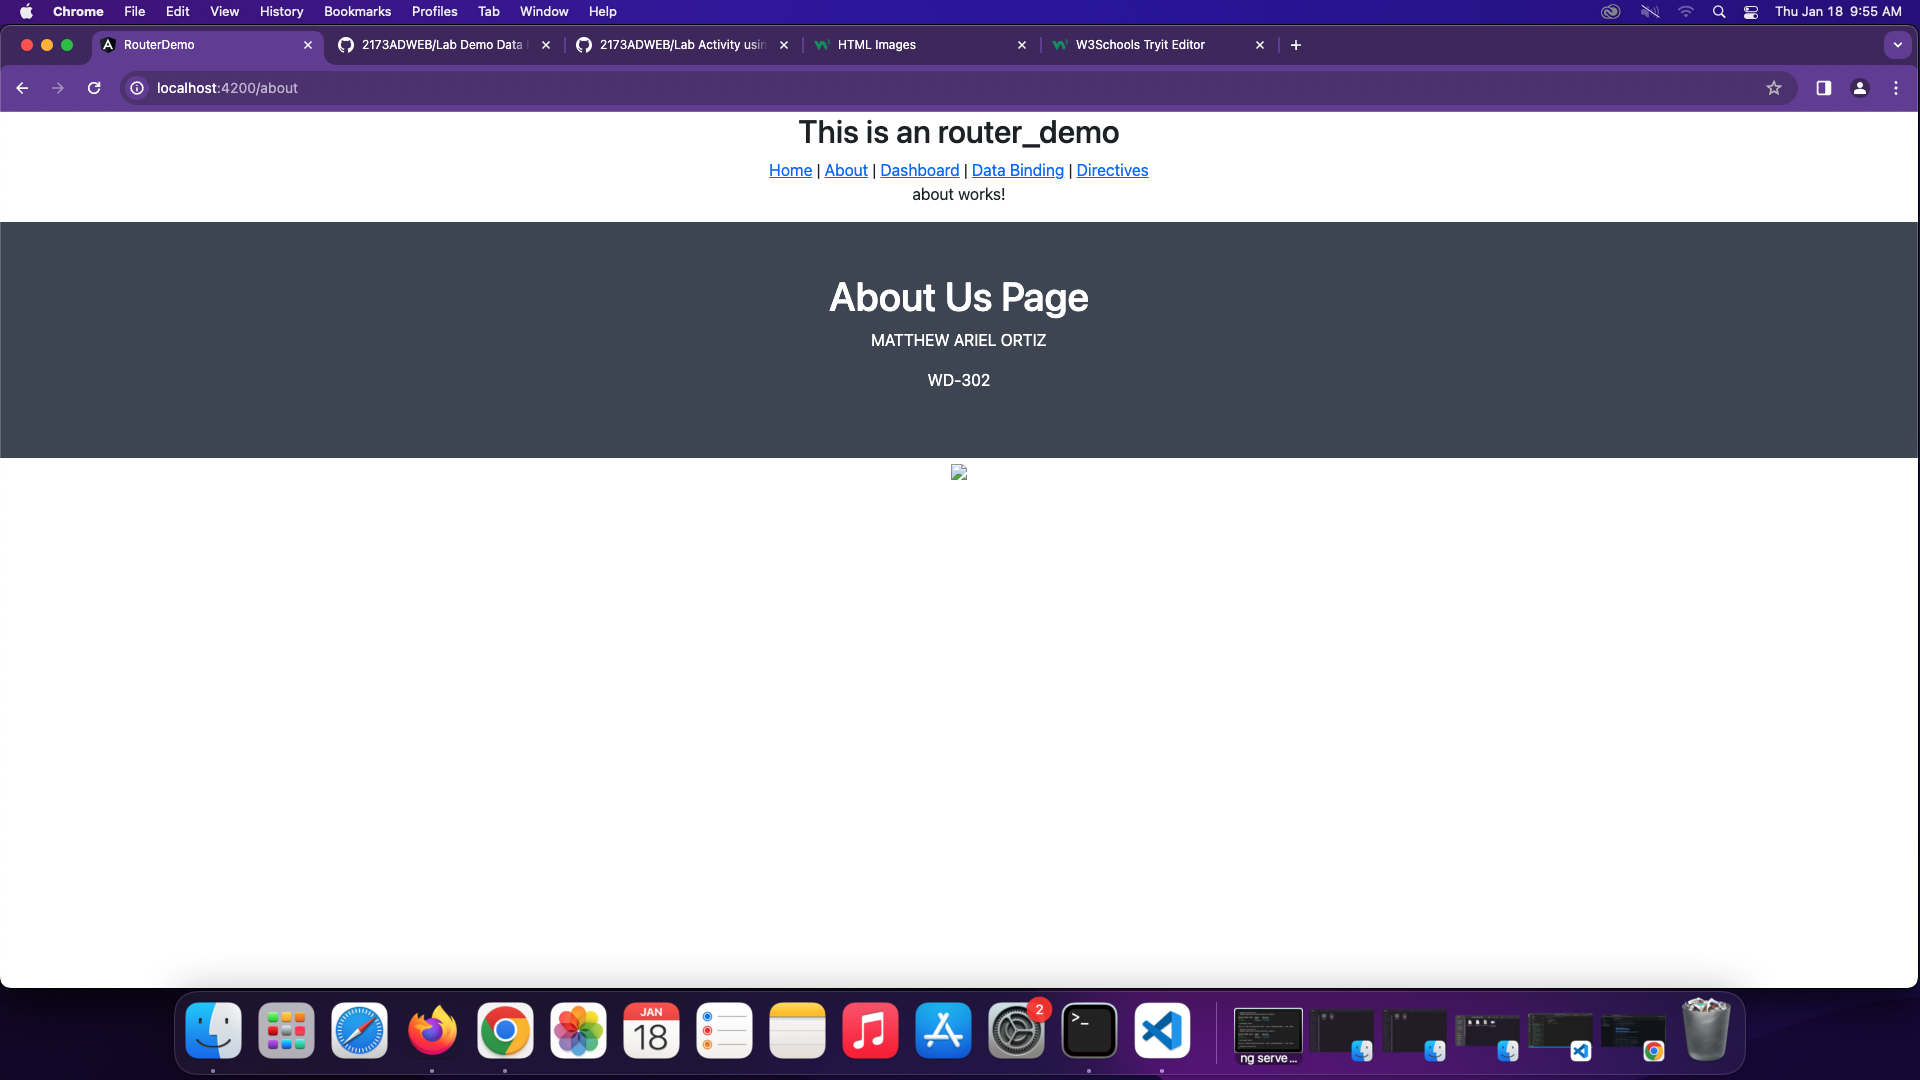 Chrome File Edit View History Bookmarks Profiles Tab Window Help Thu Jan 18 9:55 AM
RouterDemo 2173ADWEB/Lab Demo Data 2173ADWEB/Lab Activity usin HTML Images W3Schools Tryit Editor
localhost:4200/about
This is an router_demo
Home | About | Dashboard | Data Binding | Directives
about works!
About Us Page
MATTHEW ARIEL ORTIZ
WD-302
JAN
18
2
>_
ng serve ...